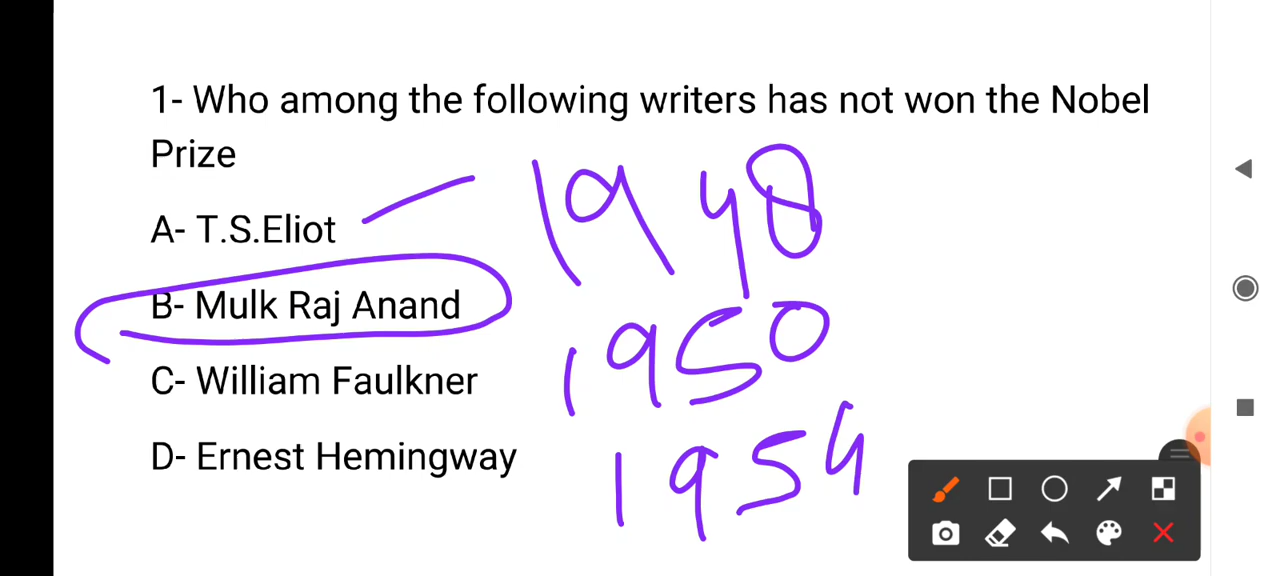 1- Who among the following writers has not won the Nobel
Prize
A- T.S.Eliot
1948
B- Mulk Raj Anand
1950
C- William Faulkner
D- Ernest Hemingway
1954